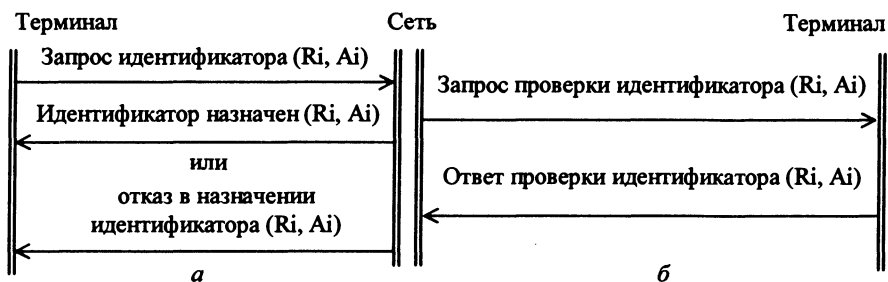 Терминал Сеть Терминал
Запрос идентификатора (Ri, Ai)
Идентификатор назначен (Ri, Ai)
или
отказ в назначении
идентификатора (Ri, Ai)
а
Запрос проверки идентификатора (Ri, Ai)
Ответ проверки идентификатора (Ri, Ai)
б